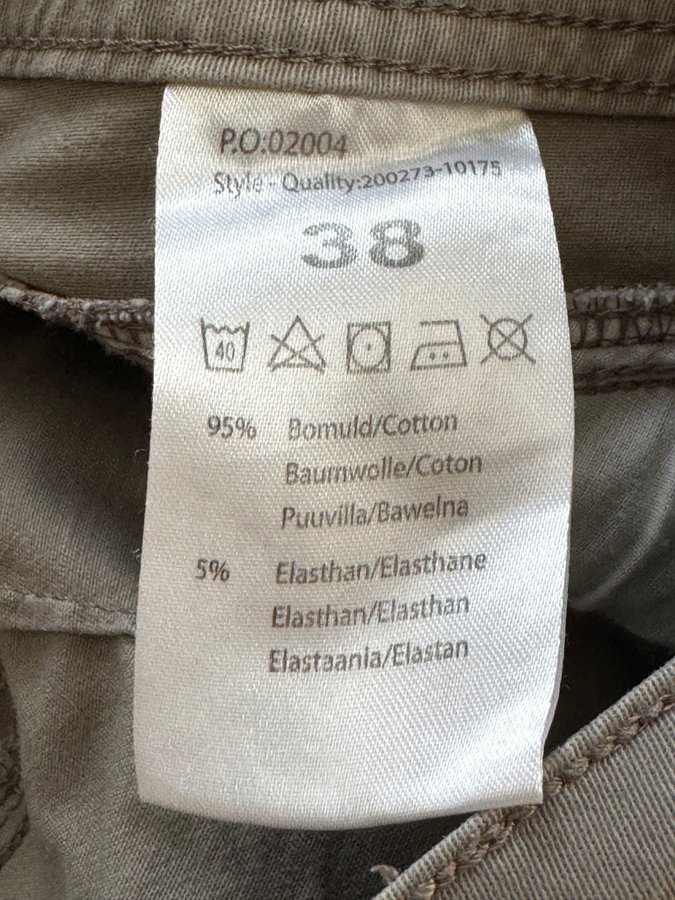 P.O:02004
Style - Quality:200273-10175
38
40
95% Bomuld/Cotton
Baumwolle/Coton
Puuvilla/Bawelna
5% Elasthan/Elasthane
Elasthan/Elasthan
Elastaania/Elastan